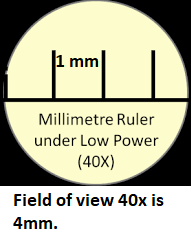 1 mm
Millimetre Ruler
under Low Power
(40X)
Field of view 40x is
4mm.